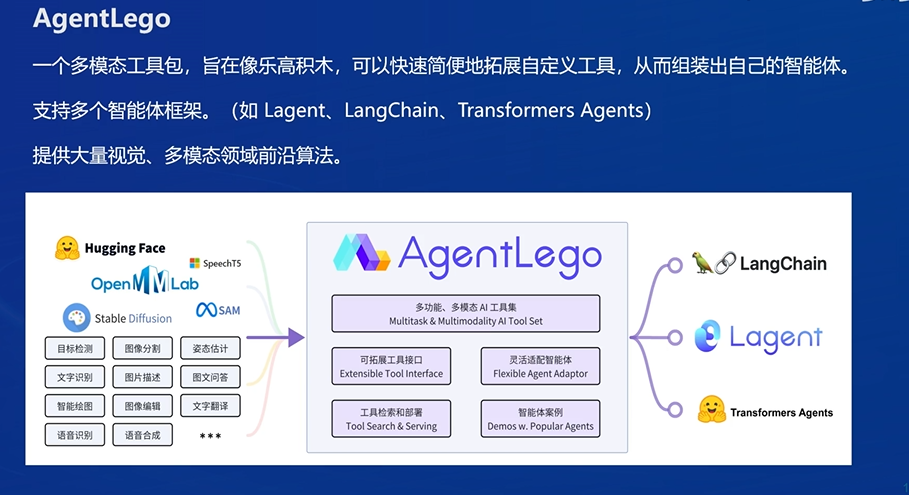 AgentLego
一个多模态工具包，旨在像乐高积木，可以快速简便地拓展自定义工具，从而组装出自己的智能体。
支持多个智能体框架。（如 Lagent、LangChain、Transformers Agents）
提供大量视觉、多模态领域前沿算法。
Hugging Face
SpeechT5
OpenMMLab
Stable Diffusion
SAM
目标检测 图像分割 姿态估计
文字识别 图片描述 图文问答
智能绘图 图像编辑 文字翻译
语音识别 语音合成 •••
AgentLego
多功能、多模态 AI 工具集
Multitask & Multimodality AI Tool Set
可拓展工具接口
Extensible Tool Interface
灵活适配智能体
Flexible Agent Adaptor
工具检索和部署
Tool Search & Serving
智能体案例
Demos w. Popular Agents
LangChain
Lagent
Transformers Agents